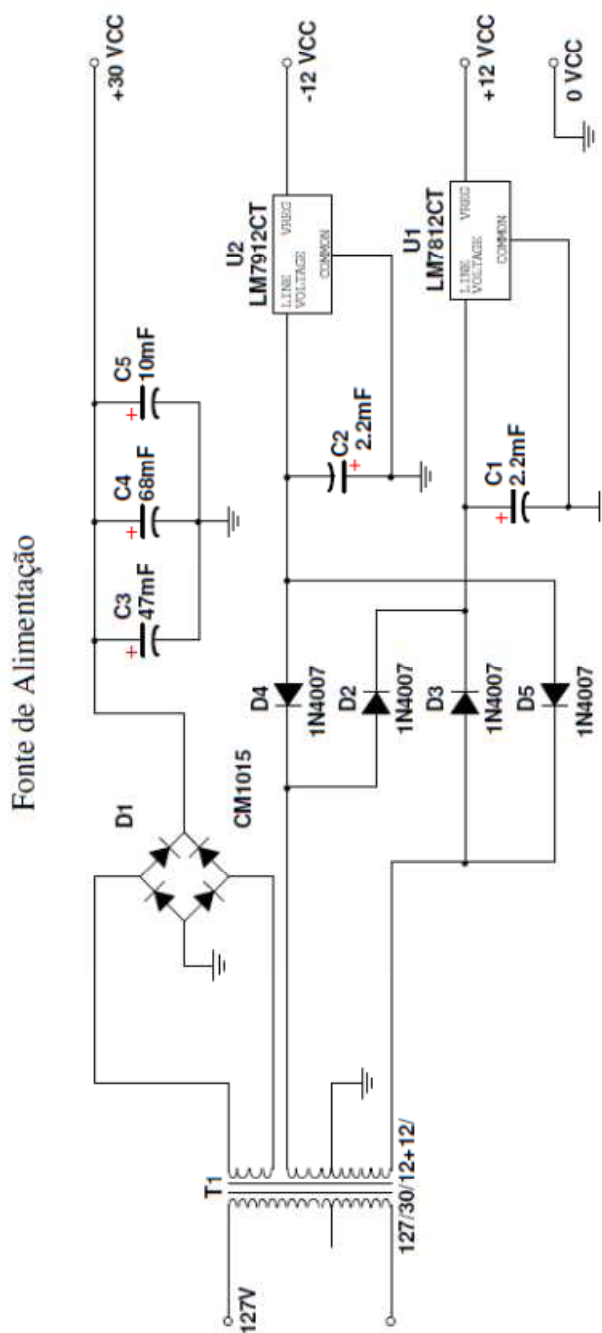 Fonte de Alimentação
T1
127V
127/30/12+12/
D1
CM1015
C3
47mF
+
C4
68mF
+
C5
10mF
+
+30 VCC
D4
1N4007
D2
1N4007
D3
1N4007
D5
1N4007
C2
2.2mF
+
U2
LM7912CT
LINE VREG
VOLTAGE
COMMON
-12 VCC
C1
2.2mF
+
U1
LM7812CT
LINE VREG
VOLTAGE
COMMON
+12 VCC
0 VCC